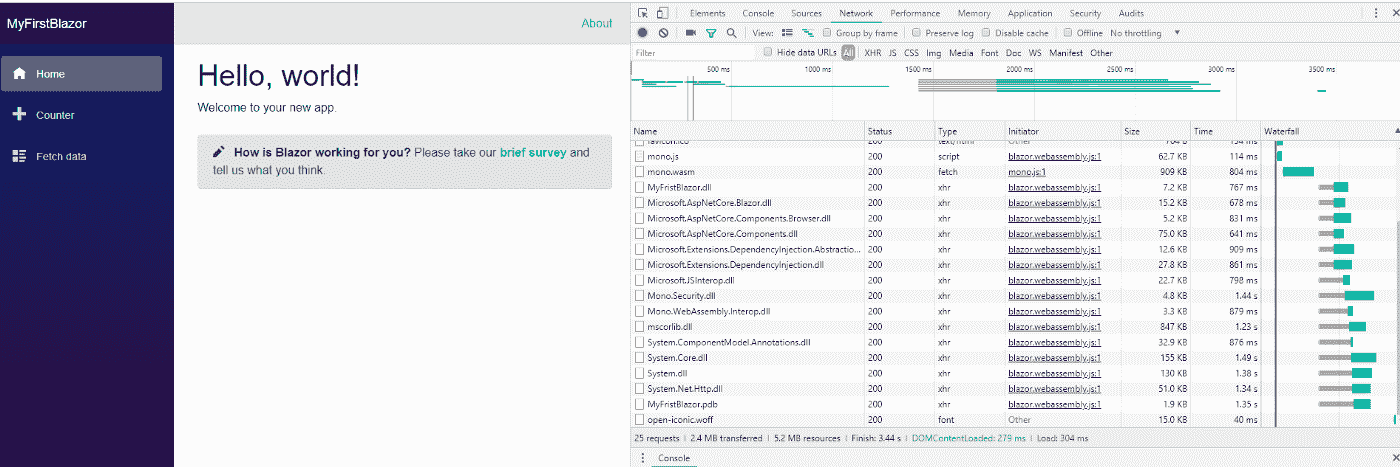 MyFirstBlazor
About
Home
Counter
Fetch data
Hello, world!
Welcome to your new app.
How is Blazor working for you? Please take our brief survey and
tell us what you think.
Elements Console Sources Network Performance Memory Application Security Audits
View: Group by frame Preserve log Disable cache Offline No throttling
Filter Hide data URLs All XHR JS CSS Img Media Font Doc WS Manifest Other
500 ms 1000 ms 1500 ms 2000 ms 2500 ms 3000 ms 3500 ms
Name Status Type Initiator Size Time Waterfall
favicon.ico 200 text/html Other
mono.js 200 script blazor.webassembly.js:1 62.7 KB 114 ms
mono.wasm 200 fetch mono.js:1 909 KB 804 ms
MyFristBlazor.dll 200 xhr blazor.webassembly.js:1 7.2 KB 767 ms
Microsoft.AspNetCore.Blazor.dll 200 xhr blazor.webassembly.js:1 15.2 KB 678 ms
Microsoft.AspNetCore.Components.Browser.dll 200 xhr blazor.webassembly.js:1 5.2 KB 831 ms
Microsoft.AspNetCore.Components.dll 200 xhr blazor.webassembly.js:1 75.0 KB 641 ms
Microsoft.Extensions.DependencyInjection.Abstractio... 200 xhr blazor.webassembly.js:1 12.6 KB 909 ms
Microsoft.Extensions.DependencyInjection.dll 200 xhr blazor.webassembly.js:1 27.8 KB 861 ms
Microsoft.JSInterop.dll 200 xhr blazor.webassembly.js:1 22.7 KB 798 ms
Mono.Security.dll 200 xhr blazor.webassembly.js:1 4.8 KB 1.44 s
Mono.WebAssembly.Interop.dll 200 xhr blazor.webassembly.js:1 3.3 KB 879 ms
mscorlib.dll 200 xhr blazor.webassembly.js:1 847 KB 1.23 s
System.ComponentModel.Annotations.dll 200 xhr blazor.webassembly.js:1 32.9 KB 876 ms
System.Core.dll 200 xhr blazor.webassembly.js:1 155 KB 1.49 s
System.dll 200 xhr blazor.webassembly.js:1 130 KB 1.38 s
System.Net.Http.dll 200 xhr blazor.webassembly.js:1 51.0 KB 1.34 s
MyFristBlazor.pdb 200 xhr blazor.webassembly.js:1 1.9 KB 1.35 s
open-iconic.woff 200 font Other 15.0 KB 40 ms
25 requests | 2.4 MB transferred | 5.2 MB resources | Finish: 3.44 s | DOMContentLoaded: 279 ms | Load: 304 ms
Console